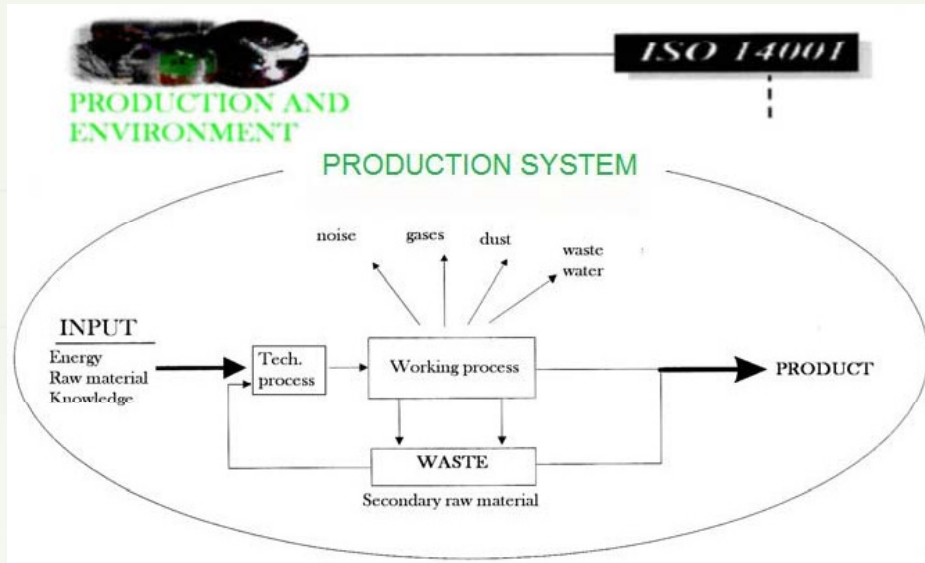 ISO 14001
PRODUCTION AND
ENVIRONMENT
PRODUCTION SYSTEM
noise
gases
dust
waste
water
INPUT
Energy
Raw material
Knowledge
Tech.
process
Working process
PRODUCT
WASTE
Secondary raw material